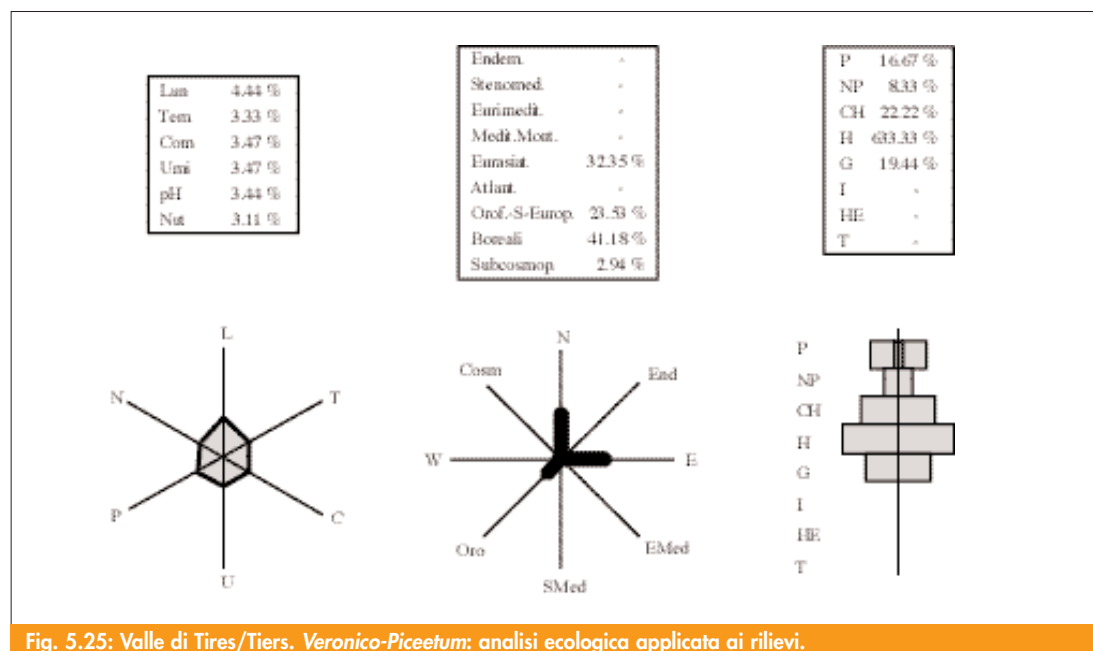 Lun 4.44 %
Tem 3.33 %
Con 3.47 %
Umi 3.47 %
pH 3.44 %
Nut 3.11 %
Endem. -
Stenomed. -
Eurimedit. -
Medit.Mont. -
Eurasiat. 32.35 %
Atlant. -
Orof.-S-Europ. 23.53 %
Boreali 41.18 %
Subcosmop. 2.94 %
P 16.67 %
NP 8.33 %
CH 22.22 %
H 633.33 %
G 19.44 %
I -
HE -
T -
L
N
T
P
C
U
N
Cosm
End
W
E
Oro
EMed
SMed
P
NP
CH
H
G
I
HE
T
Fig. 5.25: Valle di Tires/Tiers. Veronico-Piceetum: analisi ecologica applicata ai rilievi.